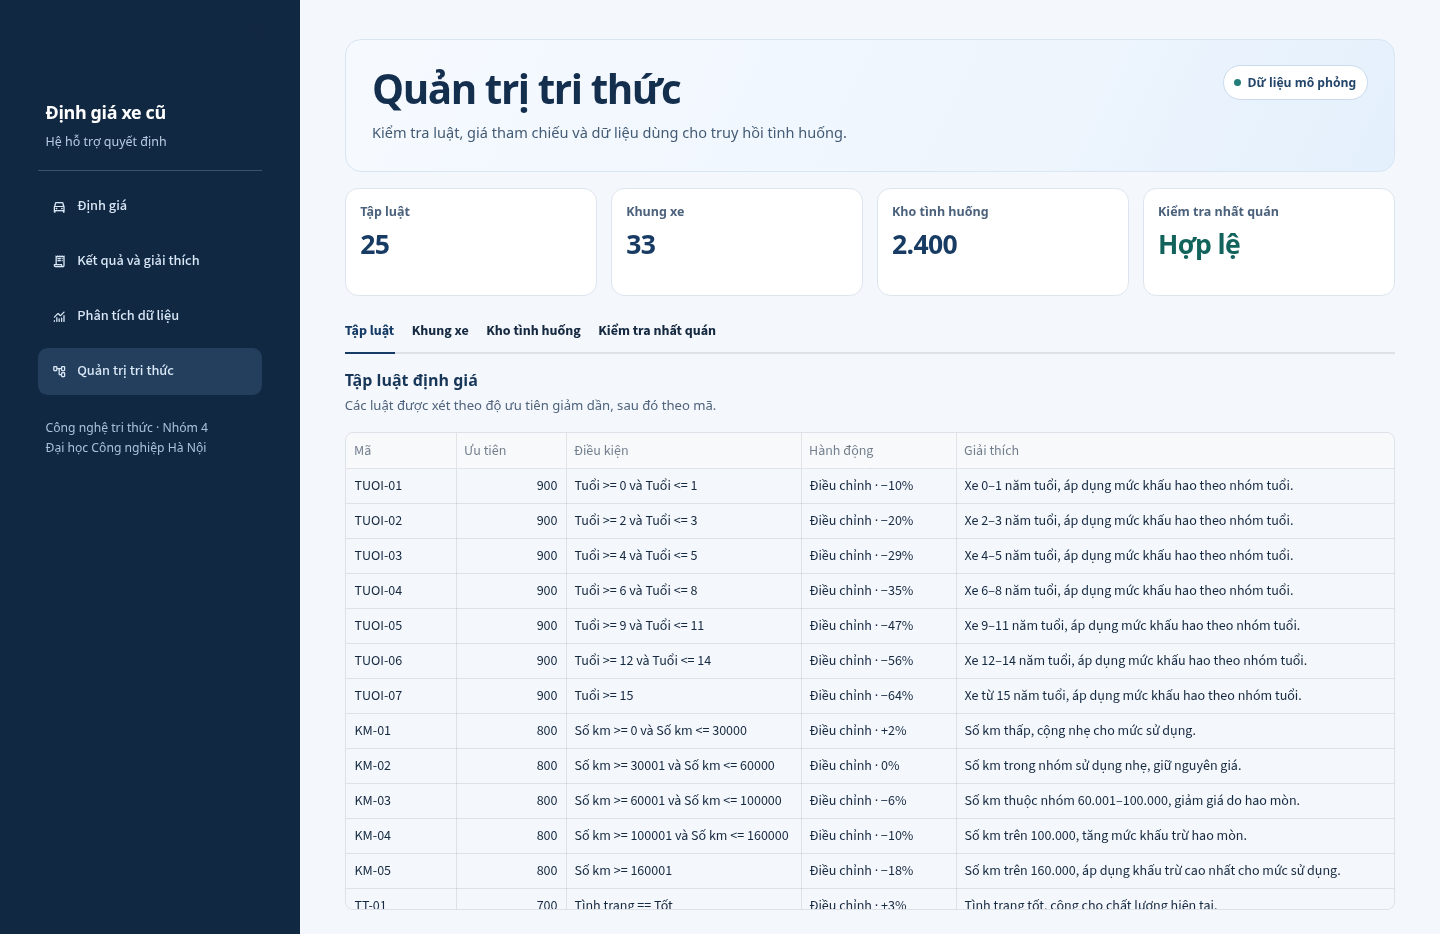 Định giá xe cũ
Hệ hỗ trợ quyết định
Định giá
Kết quả và giải thích
Phân tích dữ liệu
Quản trị tri thức
Công nghệ tri thức · Nhóm 4
Đại học Công nghiệp Hà Nội
Quản trị tri thức
Dữ liệu mô phỏng
Kiểm tra luật, giá tham chiếu và dữ liệu dùng cho truy hồi tình huống.
Tập luật
25
Khung xe
33
Kho tình huống
2.400
Kiểm tra nhất quán
Hợp lệ
Tập luật Khung xe Kho tình huống Kiểm tra nhất quán
Tập luật định giá
Các luật được xét theo độ ưu tiên giảm dần, sau đó theo mã.
Mã Ưu tiên Điều kiện Hành động Giải thích
TUOI-01 900 Tuổi >= 0 và Tuổi <= 1 Điều chỉnh · −10% Xe 0–1 năm tuổi, áp dụng mức khấu hao theo nhóm tuổi.
TUOI-02 900 Tuổi >= 2 và Tuổi <= 3 Điều chỉnh · −20% Xe 2–3 năm tuổi, áp dụng mức khấu hao theo nhóm tuổi.
TUOI-03 900 Tuổi >= 4 và Tuổi <= 5 Điều chỉnh · −29% Xe 4–5 năm tuổi, áp dụng mức khấu hao theo nhóm tuổi.
TUOI-04 900 Tuổi >= 6 và Tuổi <= 8 Điều chỉnh · −35% Xe 6–8 năm tuổi, áp dụng mức khấu hao theo nhóm tuổi.
TUOI-05 900 Tuổi >= 9 và Tuổi <= 11 Điều chỉnh · −47% Xe 9–11 năm tuổi, áp dụng mức khấu hao theo nhóm tuổi.
TUOI-06 900 Tuổi >= 12 và Tuổi <= 14 Điều chỉnh · −56% Xe 12–14 năm tuổi, áp dụng mức khấu hao theo nhóm tuổi.
TUOI-07 900 Tuổi >= 15 Điều chỉnh · −64% Xe từ 15 năm tuổi, áp dụng mức khấu hao theo nhóm tuổi.
KM-01 800 Số km >= 0 và Số km <= 30000 Điều chỉnh · +2% Số km thấp, cộng nhẹ cho mức sử dụng.
KM-02 800 Số km >= 30001 và Số km <= 60000 Điều chỉnh · 0% Số km trong nhóm sử dụng nhẹ, giữ nguyên giá.
KM-03 800 Số km >= 60001 và Số km <= 100000 Điều chỉnh · −6% Số km thuộc nhóm 60.001–100.000, giảm giá do hao mòn.
KM-04 800 Số km >= 100001 và Số km <= 160000 Điều chỉnh · −10% Số km trên 100.000, tăng mức khấu trừ hao mòn.
KM-05 800 Số km >= 160001 Điều chỉnh · −18% Số km trên 160.000, áp dụng khấu trừ cao nhất cho mức sử dụng.
TT-01 700 Tình trạng == Tốt Điều chỉnh · +3% Tình trạng tốt, cộng cho chất lượng hiện tại.